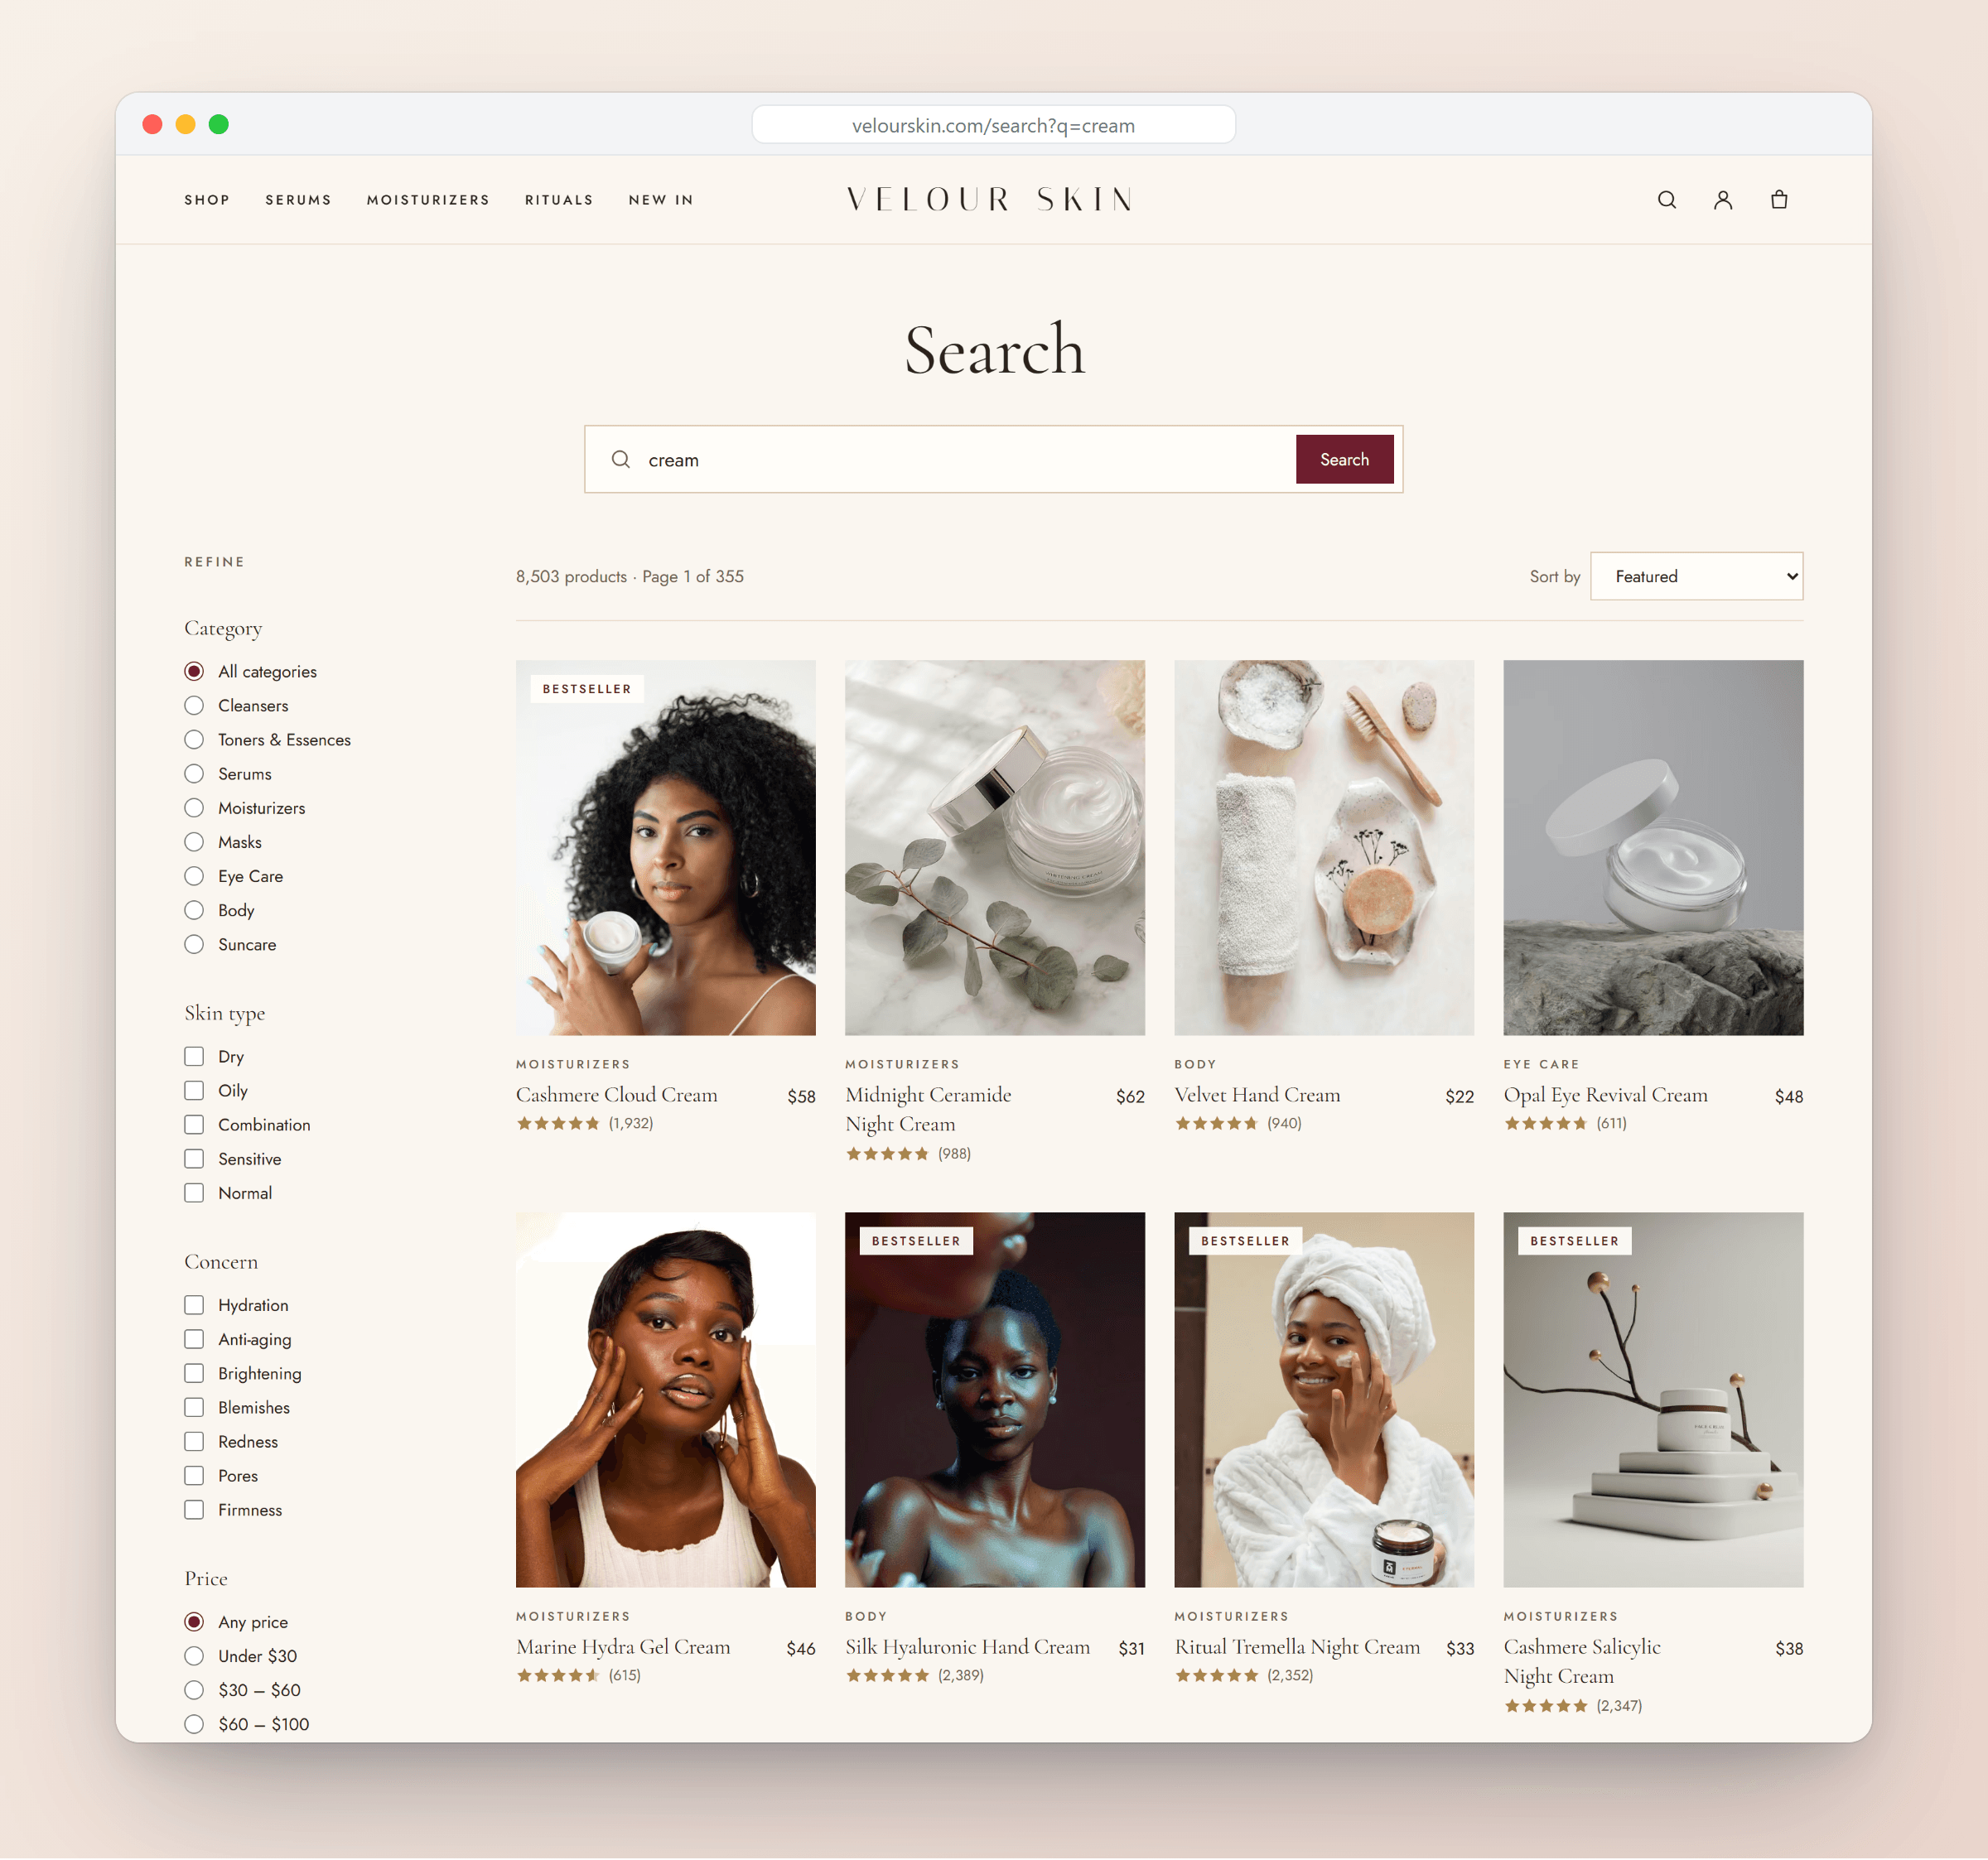 velourskin.com/search?q=cream
SHOP SERUMS MOISTURIZERS RITUALS NEW IN
VELOUR SKIN
Search
cream
Search
REFINE
8,503 products · Page 1 of 355
Sort by Featured
Category
All categories
Cleansers
Toners & Essences
Serums
Moisturizers
Masks
Eye Care
Body
Suncare
Skin type
Dry
Oily
Combination
Sensitive
Normal
Concern
Hydration
Anti-aging
Brightening
Blemishes
Redness
Pores
Firmness
Price
Any price
Under $30
$30 – $60
$60 – $100
BESTSELLER
MOISTURIZERS
Cashmere Cloud Cream $58
(1,932)
MOISTURIZERS
Midnight Ceramide $62
Night Cream
(988)
BODY
Velvet Hand Cream $22
(940)
EYE CARE
Opal Eye Revival Cream $48
(611)
MOISTURIZERS
Marine Hydra Gel Cream $46
(615)
BESTSELLER
BODY
Silk Hyaluronic Hand Cream $31
(2,389)
BESTSELLER
MOISTURIZERS
Ritual Tremella Night Cream $33
(2,352)
BESTSELLER
MOISTURIZERS
Cashmere Salicylic $38
Night Cream
(2,347)